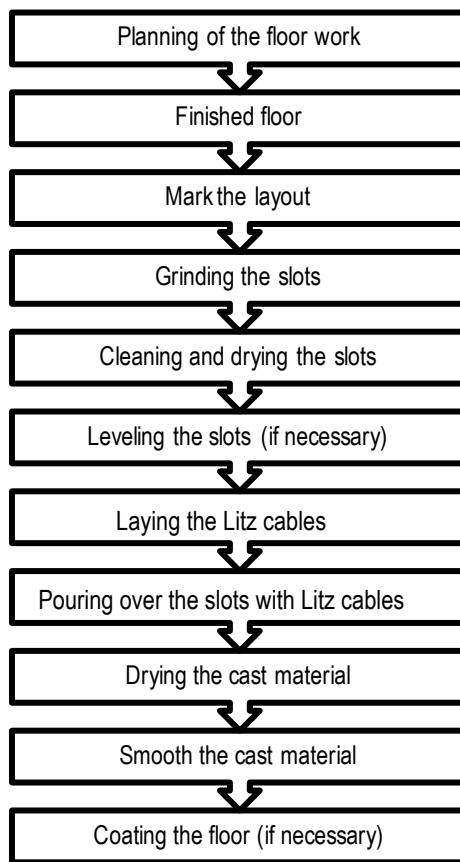 Planning of the floor work
Finished floor
Mark the layout
Grinding the slots
Cleaning and drying the slots
Leveling the slots (if necessary)
Laying the Litz cables
Pouring over the slots with Litz cables
Drying the cast material
Smooth the cast material
Coating the floor (if necessary)